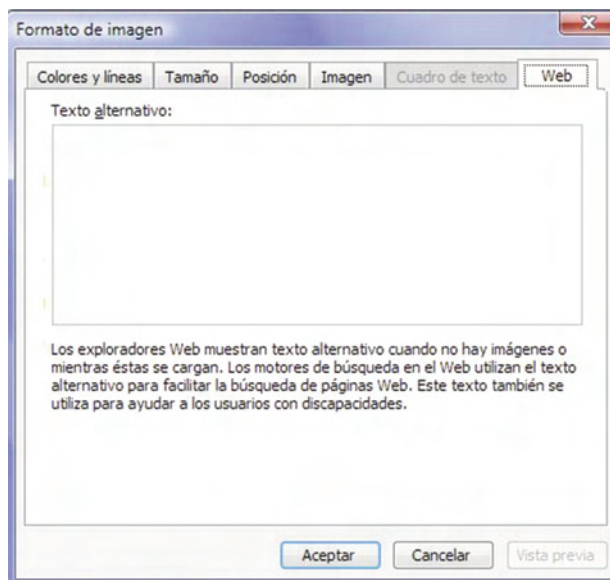 Formato de imagen
Colores y líneas Tamaño Posición Imagen Cuadro de texto Web
Texto alternativo:
Los exploradores Web muestran texto alternativo cuando no hay imágenes o
mientras éstas se cargan. Los motores de búsqueda en el Web utilizan el texto
alternativo para facilitar la búsqueda de páginas Web. Este texto también se
utiliza para ayudar a los usuarios con discapacidades.
Aceptar Cancelar Vista previa